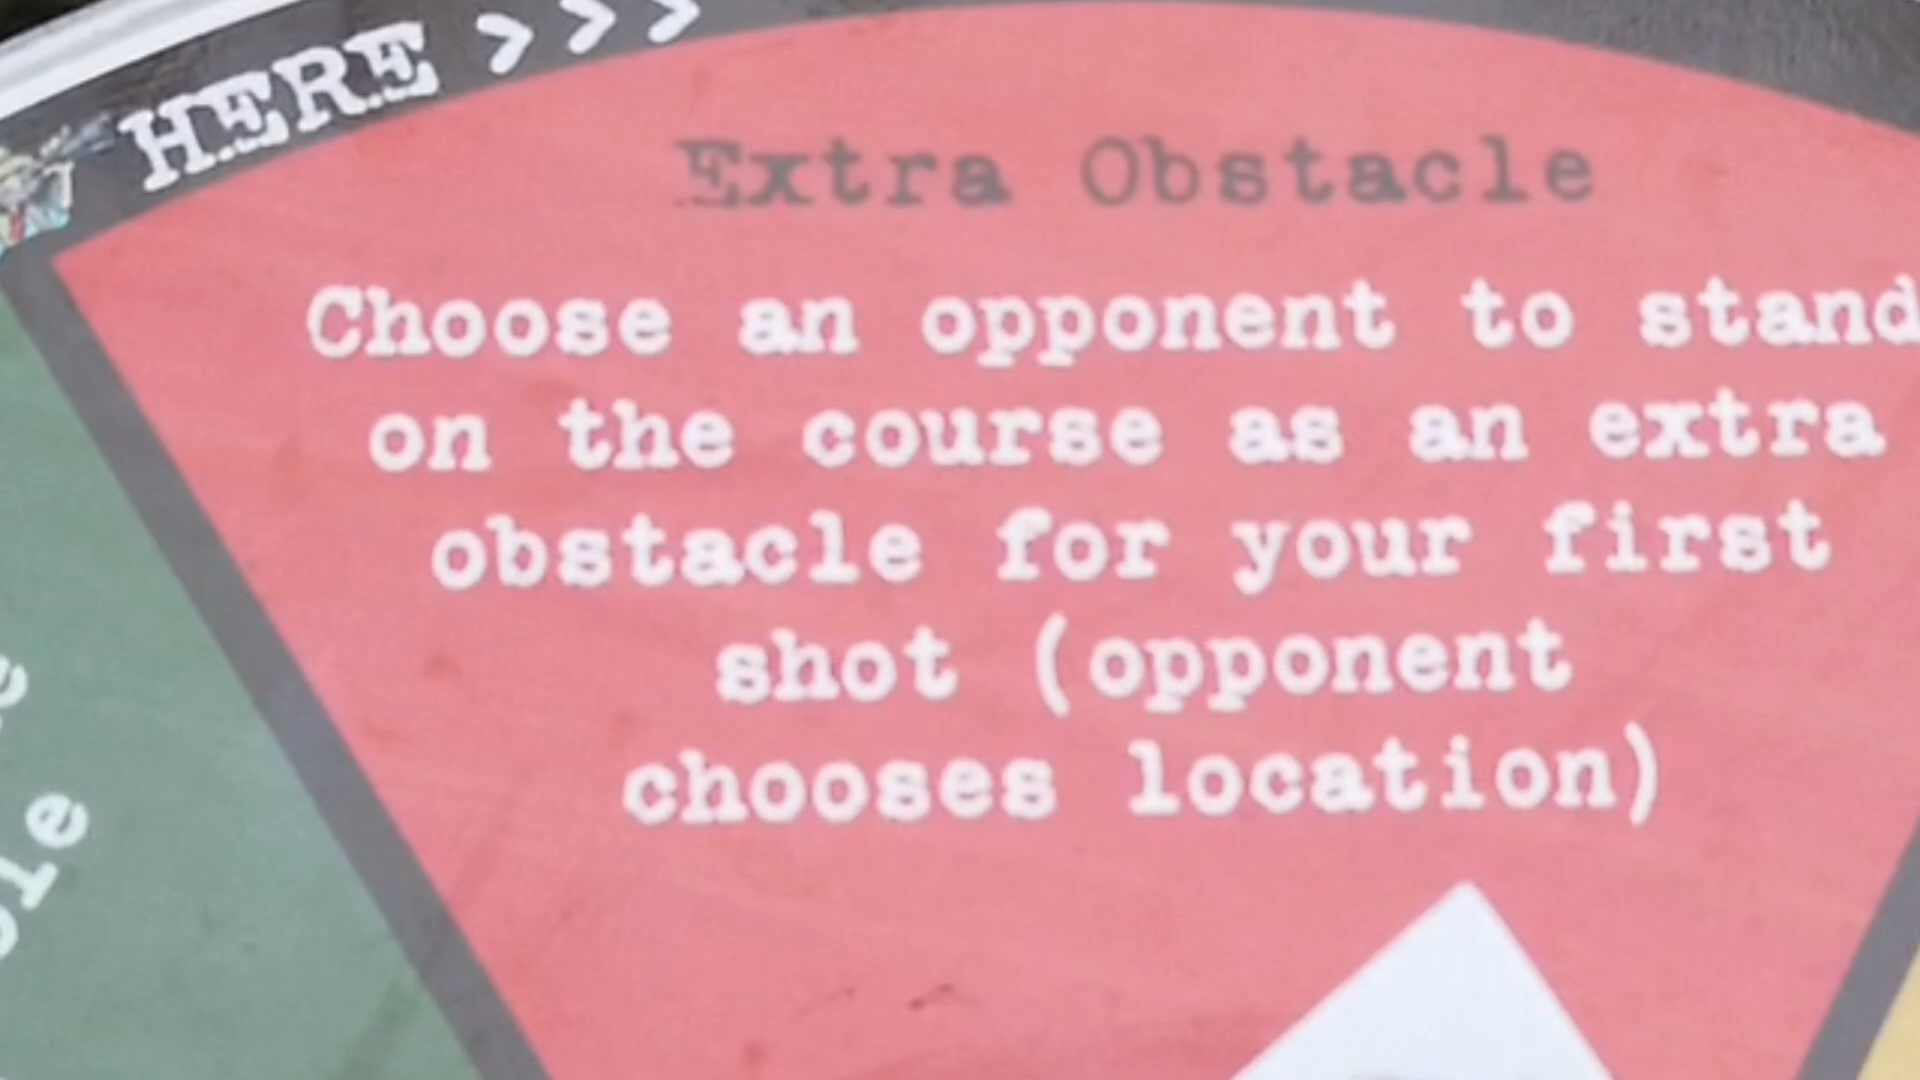 HERE >>>
Extra Obstacle
Choose an opponent to stand
on the course as an extra
obstacle for your first
shot (opponent
chooses location)